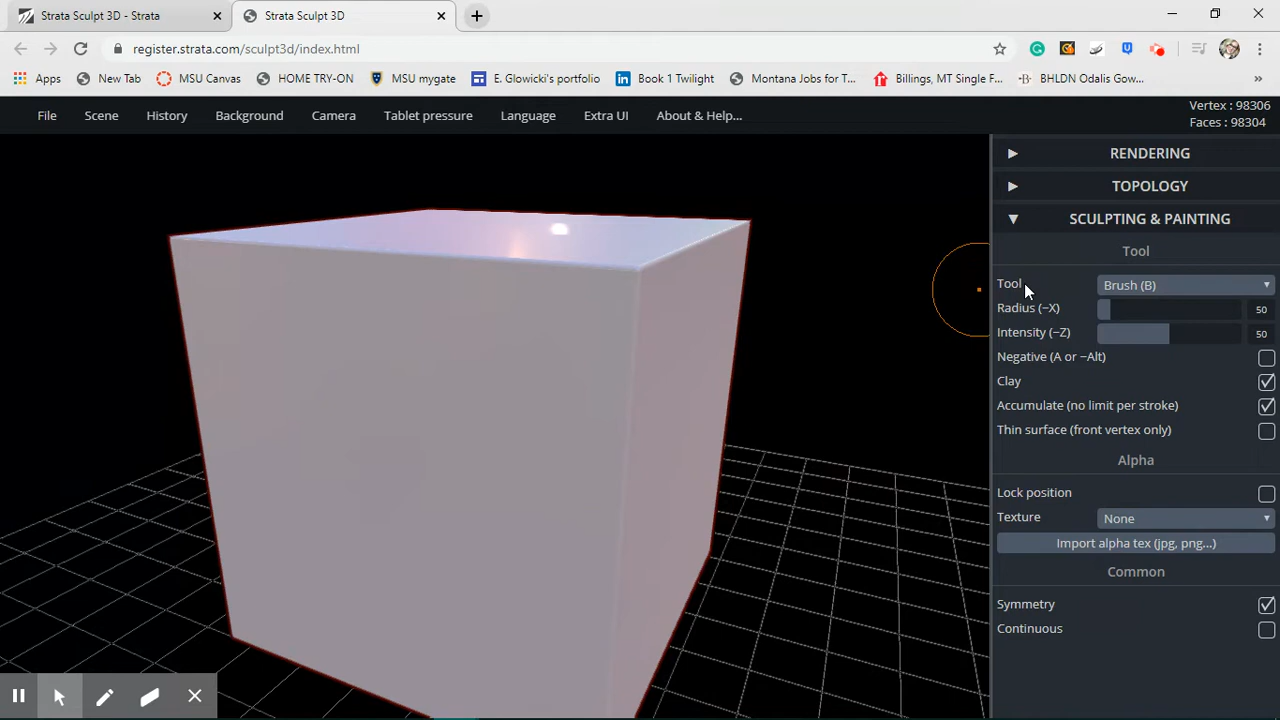 Strata Sculpt 3D - Strata
Strata Sculpt 3D
register.strata.com/sculpt3d/index.html
Apps New Tab MSU Canvas HOME TRY-ON MSU mygate E. Glowicki's portfolio Book 1 Twilight Montana Jobs for T... Billings, MT Single F... BHLDN Odalis Gow... »
File Scene History Background Camera Tablet pressure Language Extra UI About & Help...
Vertex : 98306
Faces : 98304
RENDERING
TOPOLOGY
SCULPTING & PAINTING
Tool
Tool Brush (B)
Radius (−X) 50
Intensity (−Z) 50
Negative (A or −Alt)
Clay
Accumulate (no limit per stroke)
Thin surface (front vertex only)
Alpha
Lock position
Texture None
Import alpha tex (jpg, png...)
Common
Symmetry
Continuous